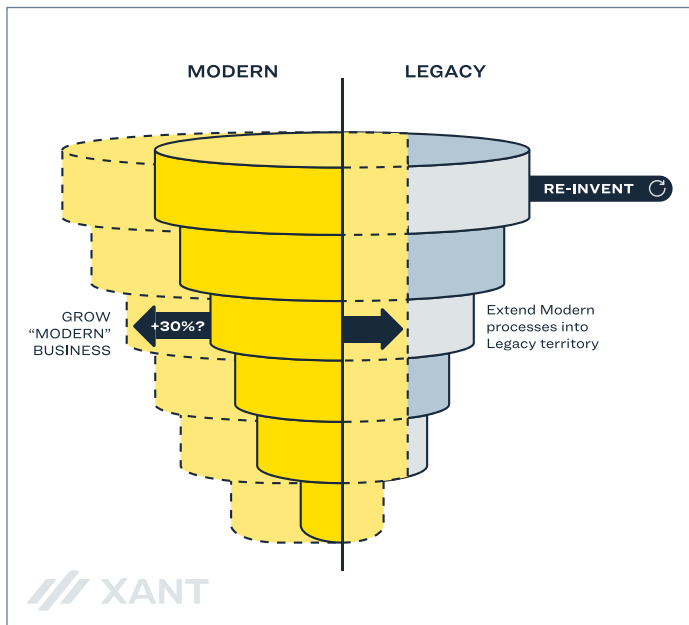 MODERN
LEGACY
RE-INVENT
GROW
“MODERN”
BUSINESS
+30%?
Extend Modern
processes into
Legacy territory
XANT